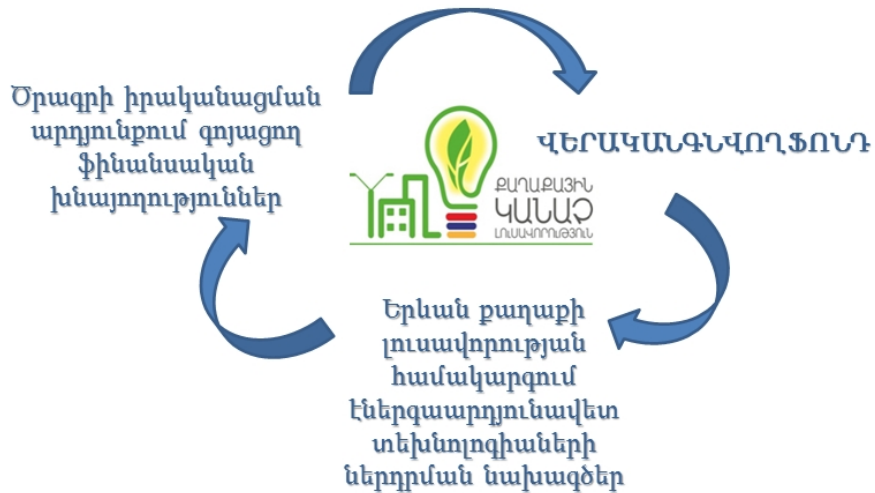 Ծրագրի իրականացման
արդյունքում գոյացող
ֆինանսական
խնայողություններ
ՎԵՐԱԿԱՆԳՆՎՈՂ ՖՈՆԴ
ՔԱՂԱՔԱՅԻՆ
ԿԱՆԱՉ
ԼՈՒՍԱՎՈՐՈՒԹՅՈՒՆ
Երևան քաղաքի
լուսավորության
համակարգում
էներգաարդյունավետ
տեխնոլոգիաների
ներդրման նախագծեր